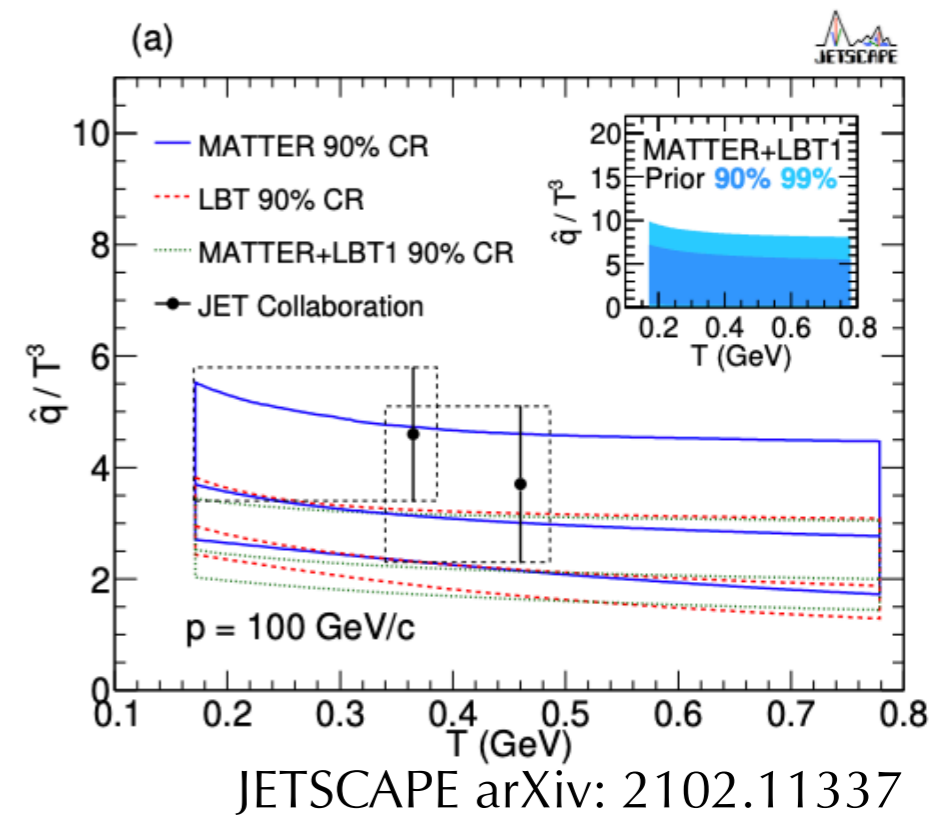 (a)
JETSCAPE
MATTER 90% CR
LBT 90% CR
MATTER+LBT1 90% CR
JET Collaboration
MATTER+LBT1
Prior 90% 99%
q̂ / T³
20
15
10
5
0
0.2 0.4 0.6 0.8
T (GeV)
q̂ / T³
10
8
6
4
2
0
p = 100 GeV/c
0.1 0.2 0.3 0.4 0.5 0.6 0.7 0.8
T (GeV)
JETSCAPE arXiv: 2102.11337